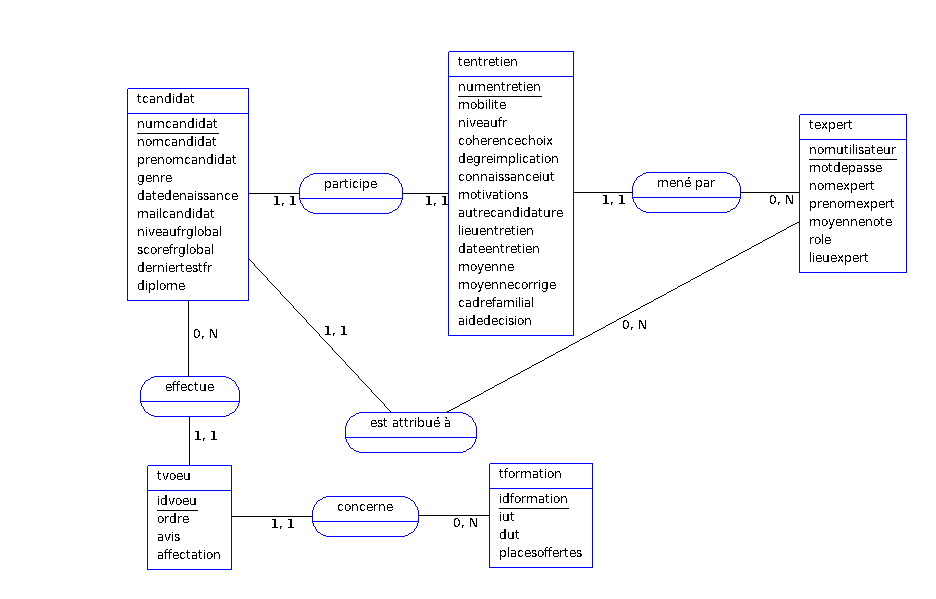 tcandidat
numcandidat
nomcandidat
prenomcandidat
genre
datedenaissance
mailcandidat
niveaufrglobal
scorefrglobal
derniertestfr
diplome
1, 1
participe
1, 1
tentretien
numentretien
mobilite
niveaufr
coherencechoix
degreimplication
connaissanceiut
motivations
autrecandidature
lieuentretien
dateentretien
moyenne
moyennecorrige
cadrefamilial
aidedecision
1, 1
mené par
0, N
texpert
nomutilisateur
motdepasse
nomexpert
prenomexpert
moyennenote
role
lieuexpert
0, N
1, 1
0, N
effectue
1, 1
est attribué à
tvoeu
idvoeu
ordre
avis
affectation
1, 1
concerne
0, N
tformation
idformation
iut
dut
placesoffertes